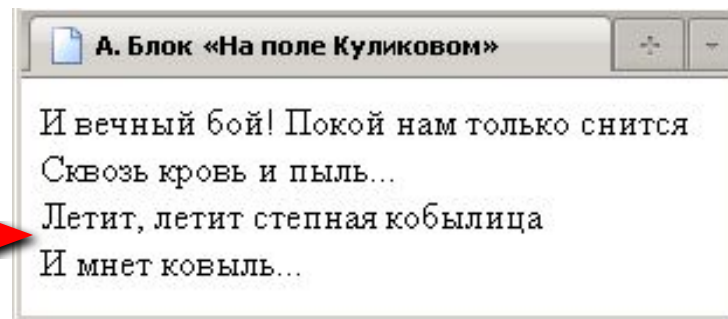 А. Блок «На поле Куликовом»
И вечный бой! Покой нам только снится
Сквозь кровь и пыль...
Летит, летит степная кобылица
И мнет ковыль...